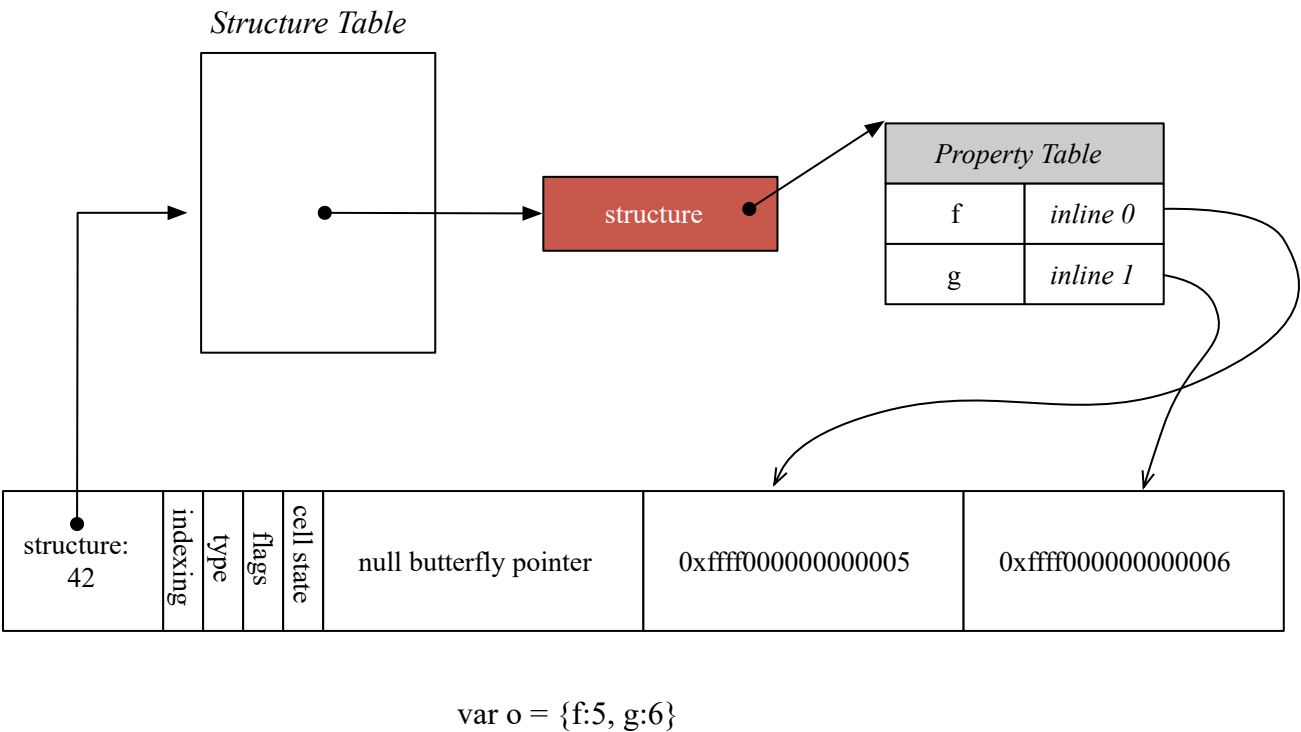 Structure Table
structure
Property Table
f
inline 0
g
inline 1
structure:
42
indexing
type
flags
cell state
null butterfly pointer
0xffff000000000005
0xffff000000000006
var o = {f:5, g:6}